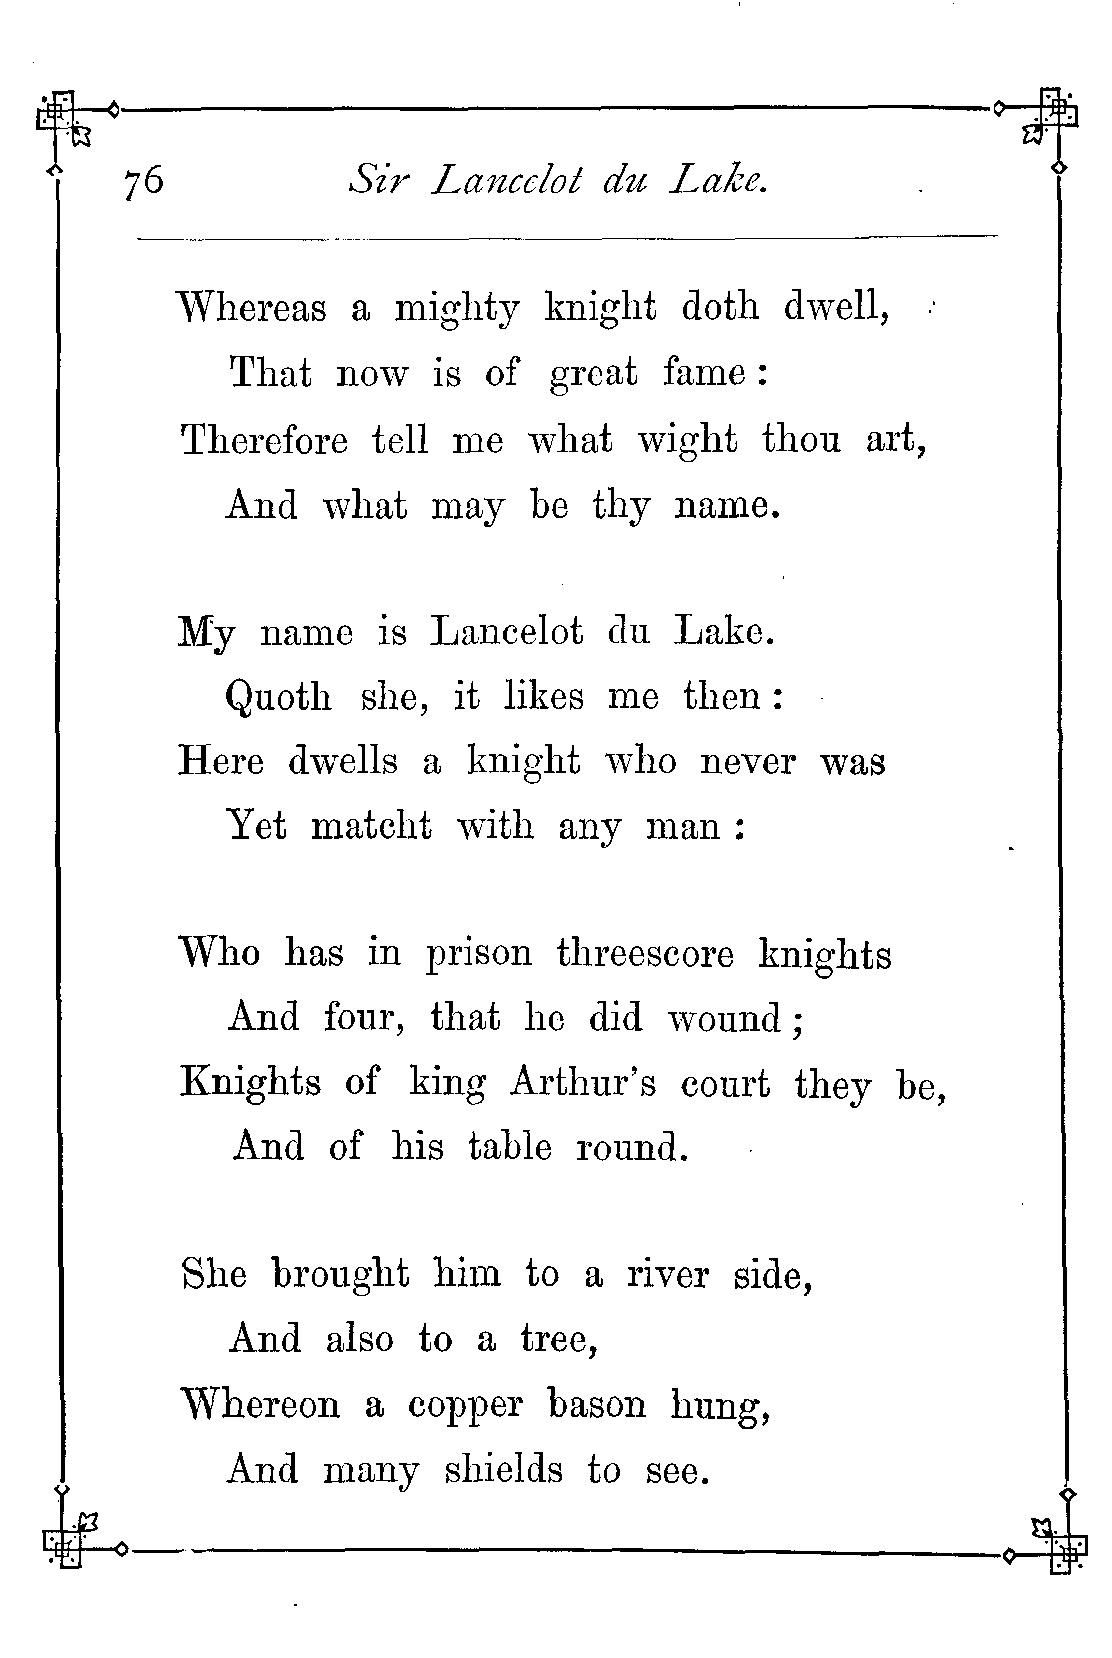 76 Sir Lancelot du Lake.
Whereas a mighty knight doth dwell,
That now is of great fame :
Therefore tell me what wight thou art,
And what may be thy name.
My name is Lancelot du Lake.
Quoth she, it likes me then :
Here dwells a knight who never was
Yet matcht with any man :
Who has in prison threescore knights
And four, that he did wound ;
Knights of king Arthur's court they be,
And of his table round.
She brought him to a river side,
And also to a tree,
Whereon a copper bason hung,
And many shields to see.